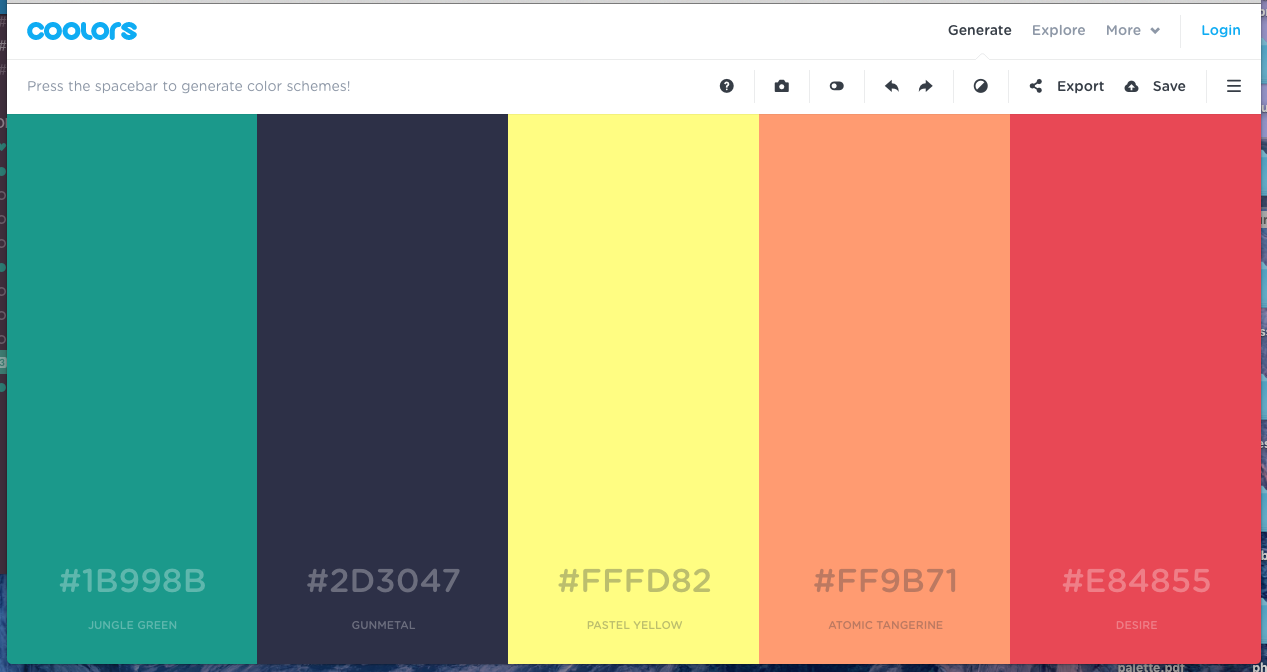 coolors
Generate Explore More Login
Press the spacebar to generate color schemes!
Export Save
#1B998B
JUNGLE GREEN
#2D3047
GUNMETAL
#FFFD82
PASTEL YELLOW
#FF9B71
ATOMIC TANGERINE
#E84855
DESIRE
palette.pdf